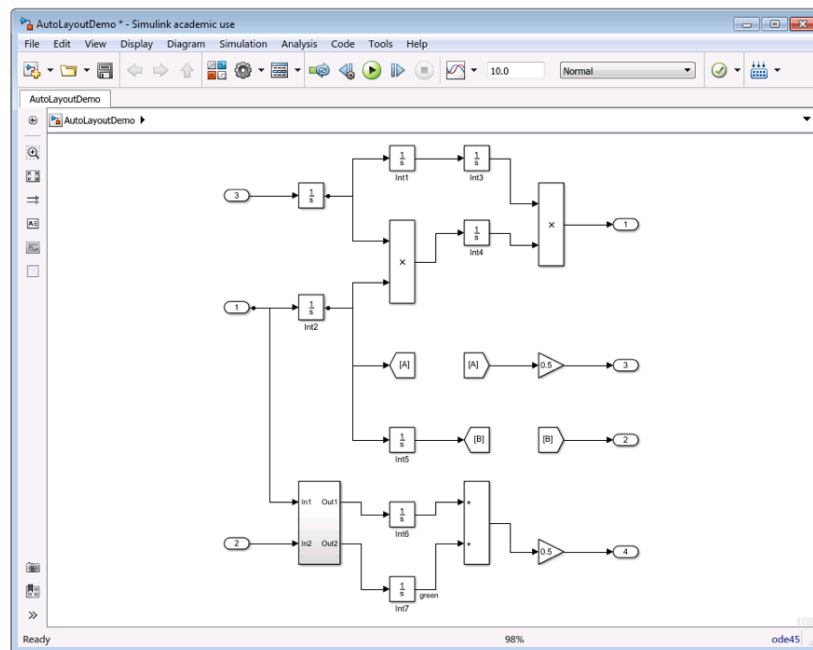 AutoLayoutDemo * - Simulink academic use
File Edit View Display Diagram Simulation Analysis Code Tools Help
10.0 Normal
AutoLayoutDemo
AutoLayoutDemo
1/s 1/s
Int1 Int3
3 1/s
× 1
1/s
× Int4
1 1/s
Int2
[A] [A] 0.5 3
1/s [B] [B] 2
Int5
In1 Out1 + 
1/s
Int6
2 In2 Out2 + 0.5 4
1/s
green
Int7
Ready 98% ode45